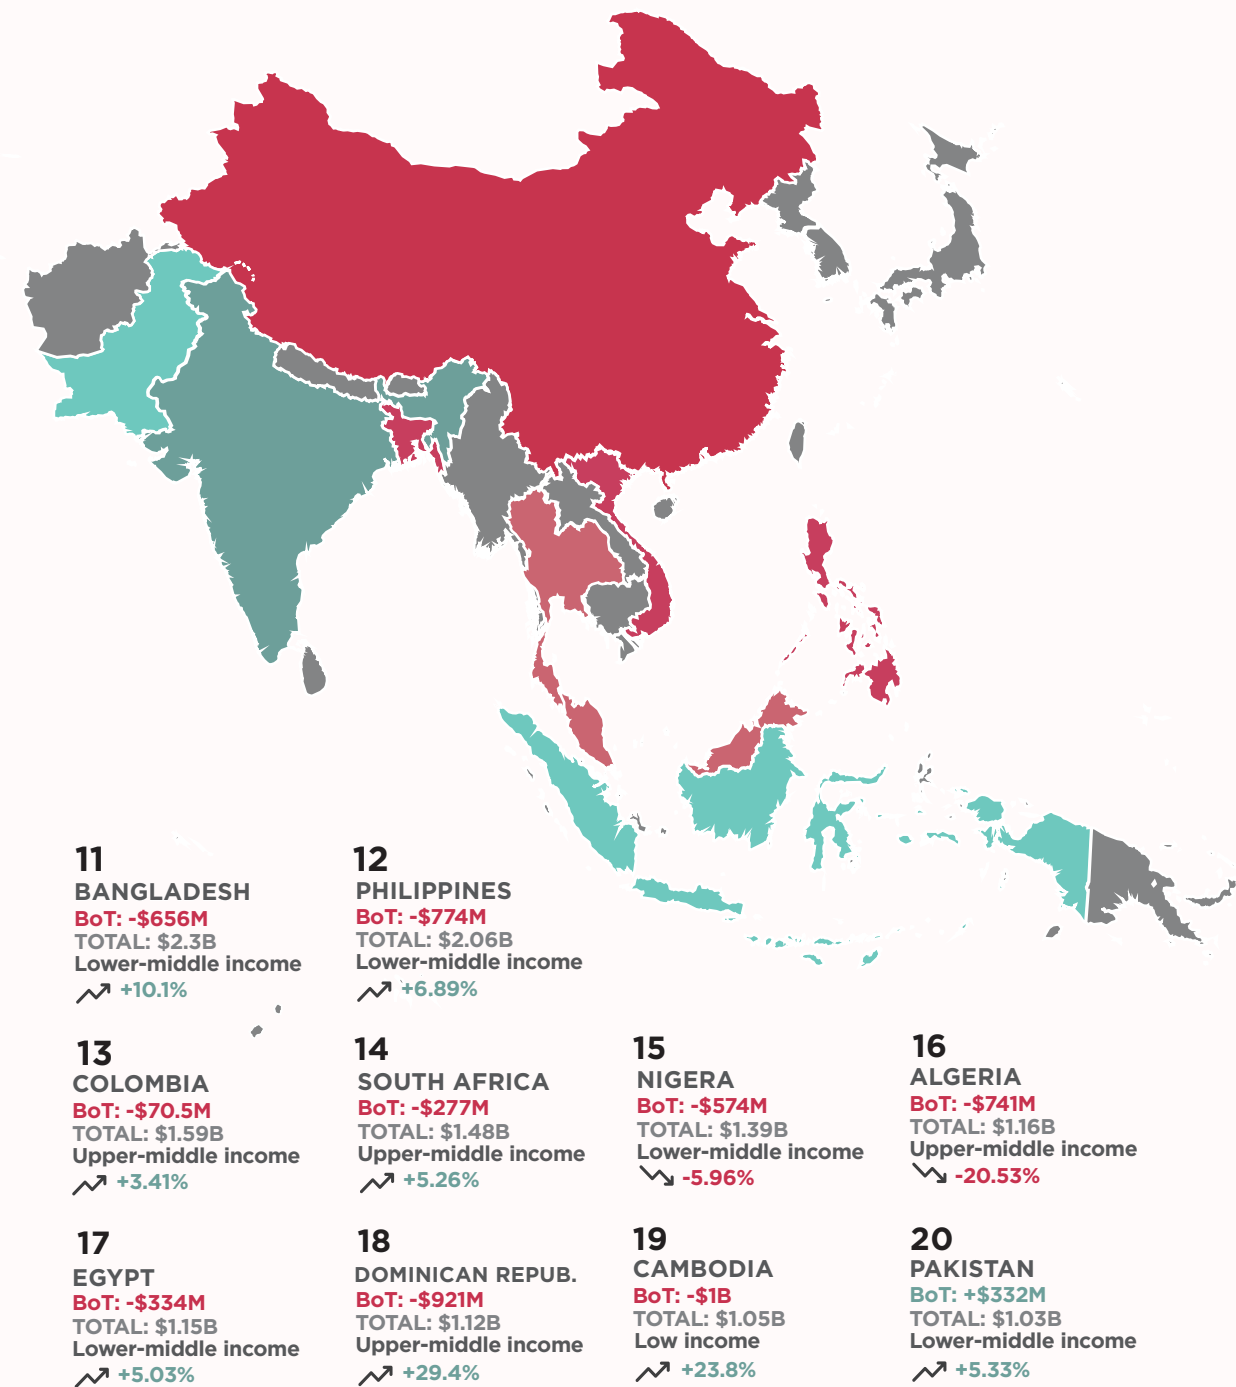 11
BANGLADESH
BoT: -$656M
TOTAL: $2.3B
Lower-middle income
+10.1%
12
PHILIPPINES
BoT: -$774M
TOTAL: $2.06B
Lower-middle income
+6.89%
13
COLOMBIA
BoT: -$70.5M
TOTAL: $1.59B
Upper-middle income
+3.41%
14
SOUTH AFRICA
BoT: -$277M
TOTAL: $1.48B
Upper-middle income
+5.26%
15
NIGERA
BoT: -$574M
TOTAL: $1.39B
Lower-middle income
-5.96%
16
ALGERIA
BoT: -$741M
TOTAL: $1.16B
Upper-middle income
-20.53%
17
EGYPT
BoT: -$334M
TOTAL: $1.15B
Lower-middle income
+5.03%
18
DOMINICAN REPUB.
BoT: -$921M
TOTAL: $1.12B
Upper-middle income
+29.4%
19
CAMBODIA
BoT: -$1B
TOTAL: $1.05B
Low income
+23.8%
20
PAKISTAN
BoT: +$332M
TOTAL: $1.03B
Lower-middle income
+5.33%